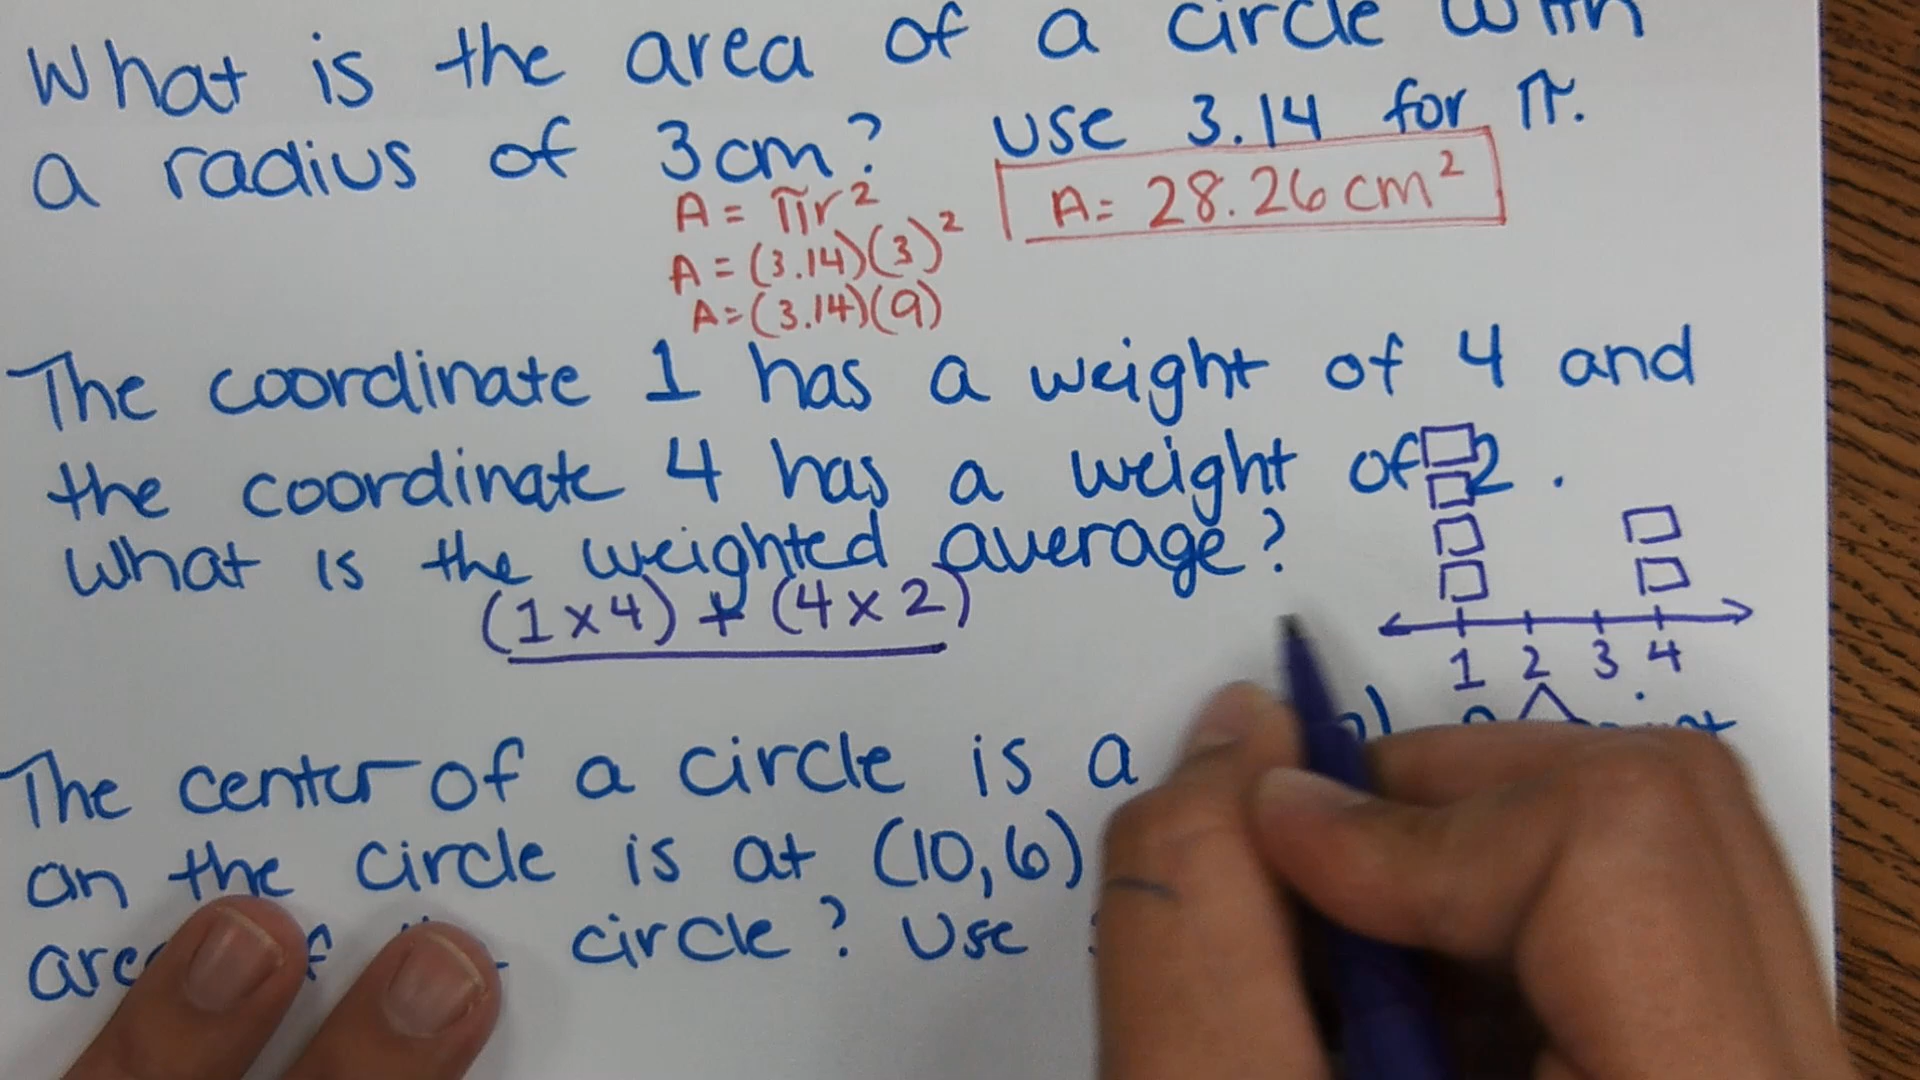 What is the area of a circle with
a radius of 3cm? Use 3.14 for π.
A = πr²
A = (3.14)(3)²
A = (3.14)(9)
A = 28.26 cm²
The coordinate 1 has a weight of 4 and
the coordinate 4 has a weight of 2.
What is the weighted average?
(1 x 4) + (4 x 2)
1 2 3 4
The center of a circle is a
on the circle is at (10,6)
circle? Use